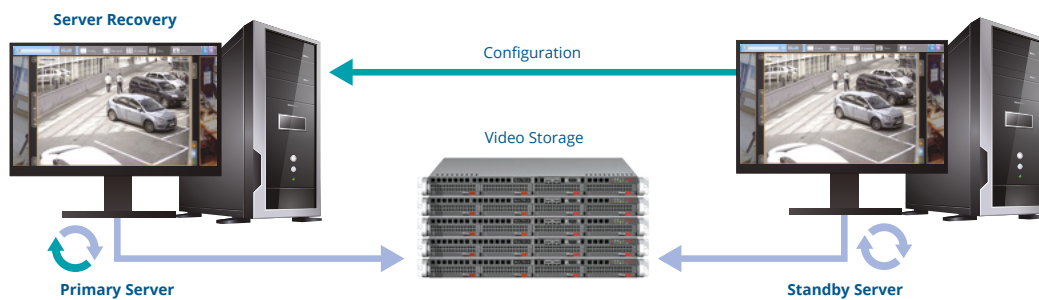 Server Recovery
Configuration
Video Storage
Primary Server
Standby Server